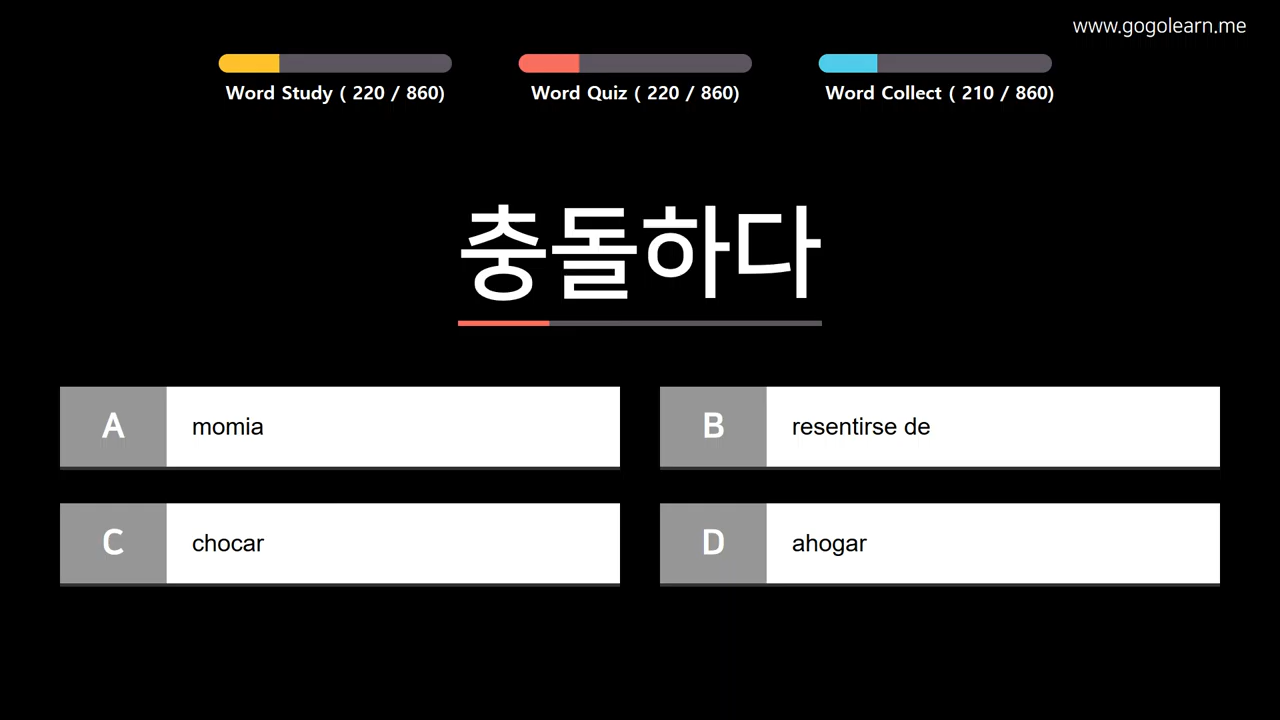 www.gogolearn.me
Word Study ( 220 / 860)
Word Quiz ( 220 / 860)
Word Collect ( 210 / 860)
충돌하다
A momia
B resentirse de
C chocar
D ahogar